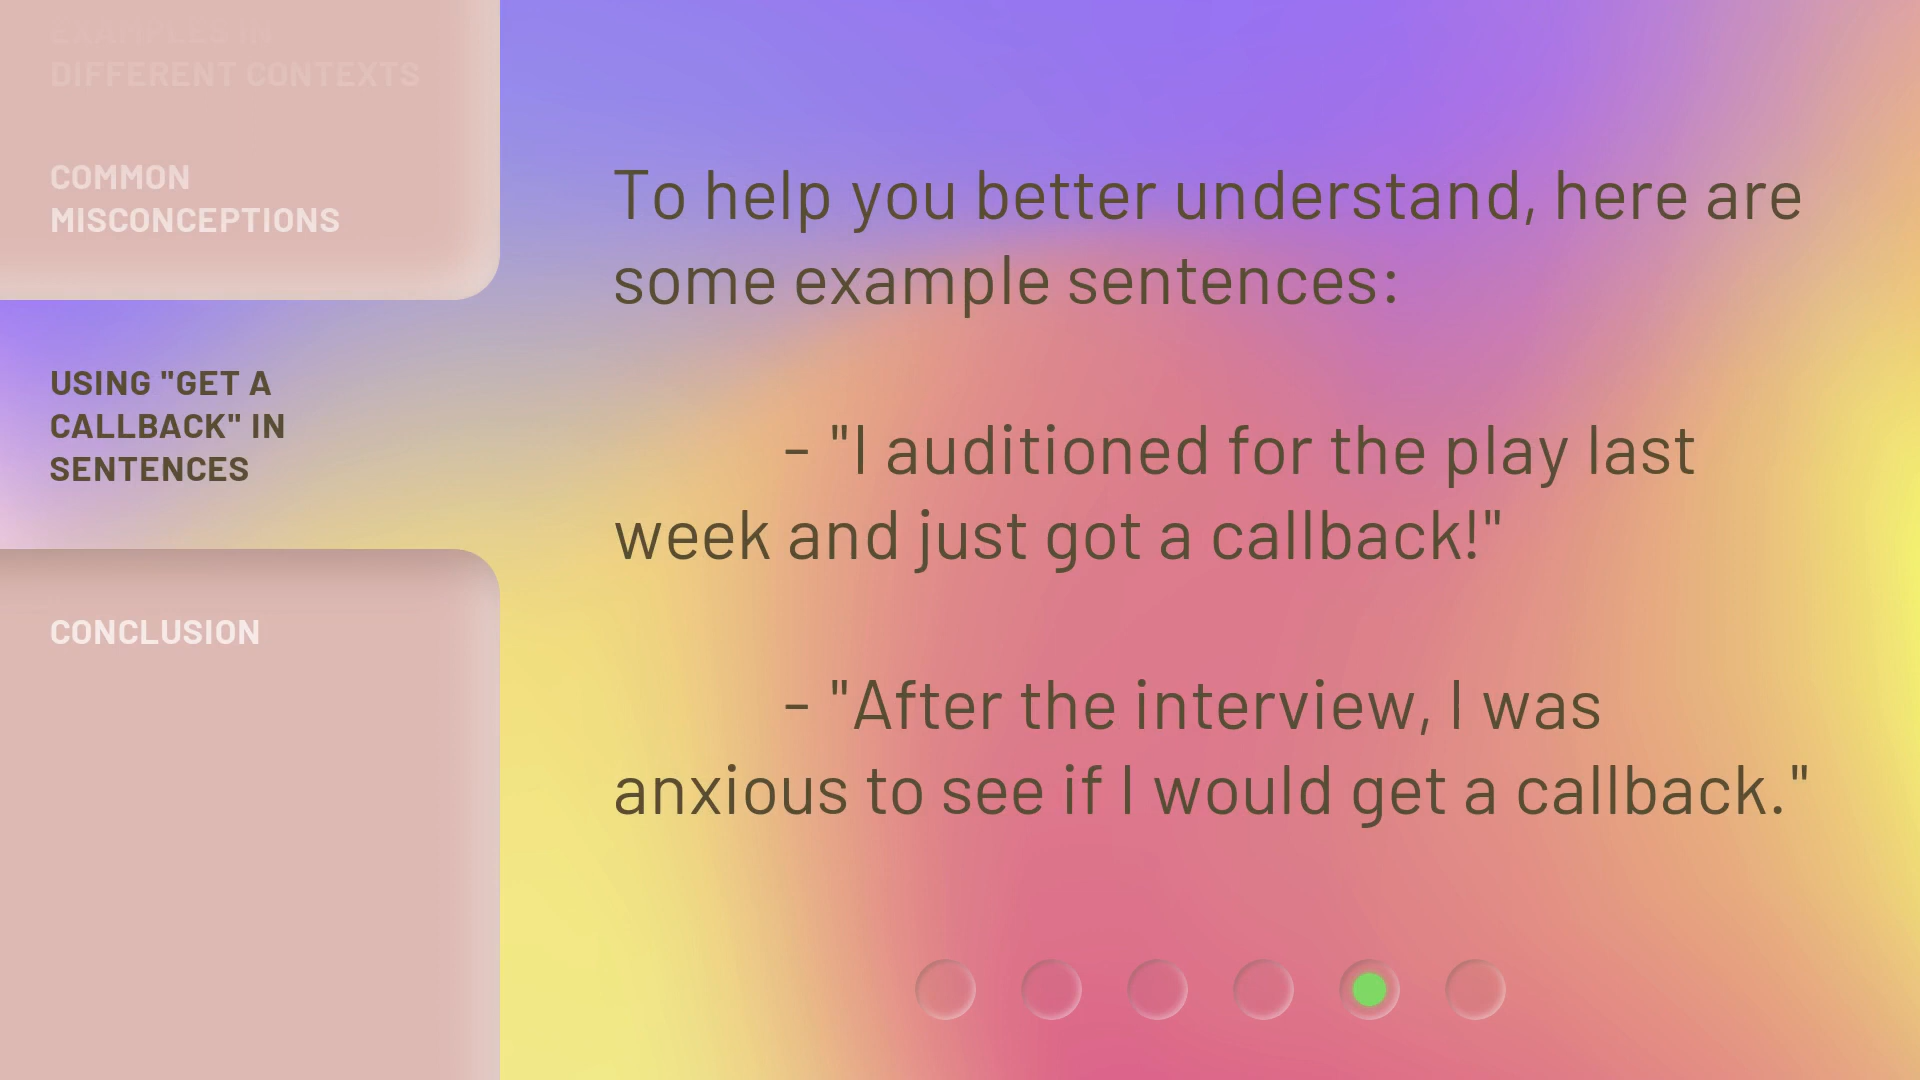 EXAMPLES IN
DIFFERENT CONTEXTS
COMMON
MISCONCEPTIONS
USING "GET A
CALLBACK" IN
SENTENCES
CONCLUSION
To help you better understand, here are
some example sentences:
- "I auditioned for the play last
week and just got a callback!"
- "After the interview, I was
anxious to see if I would get a callback."